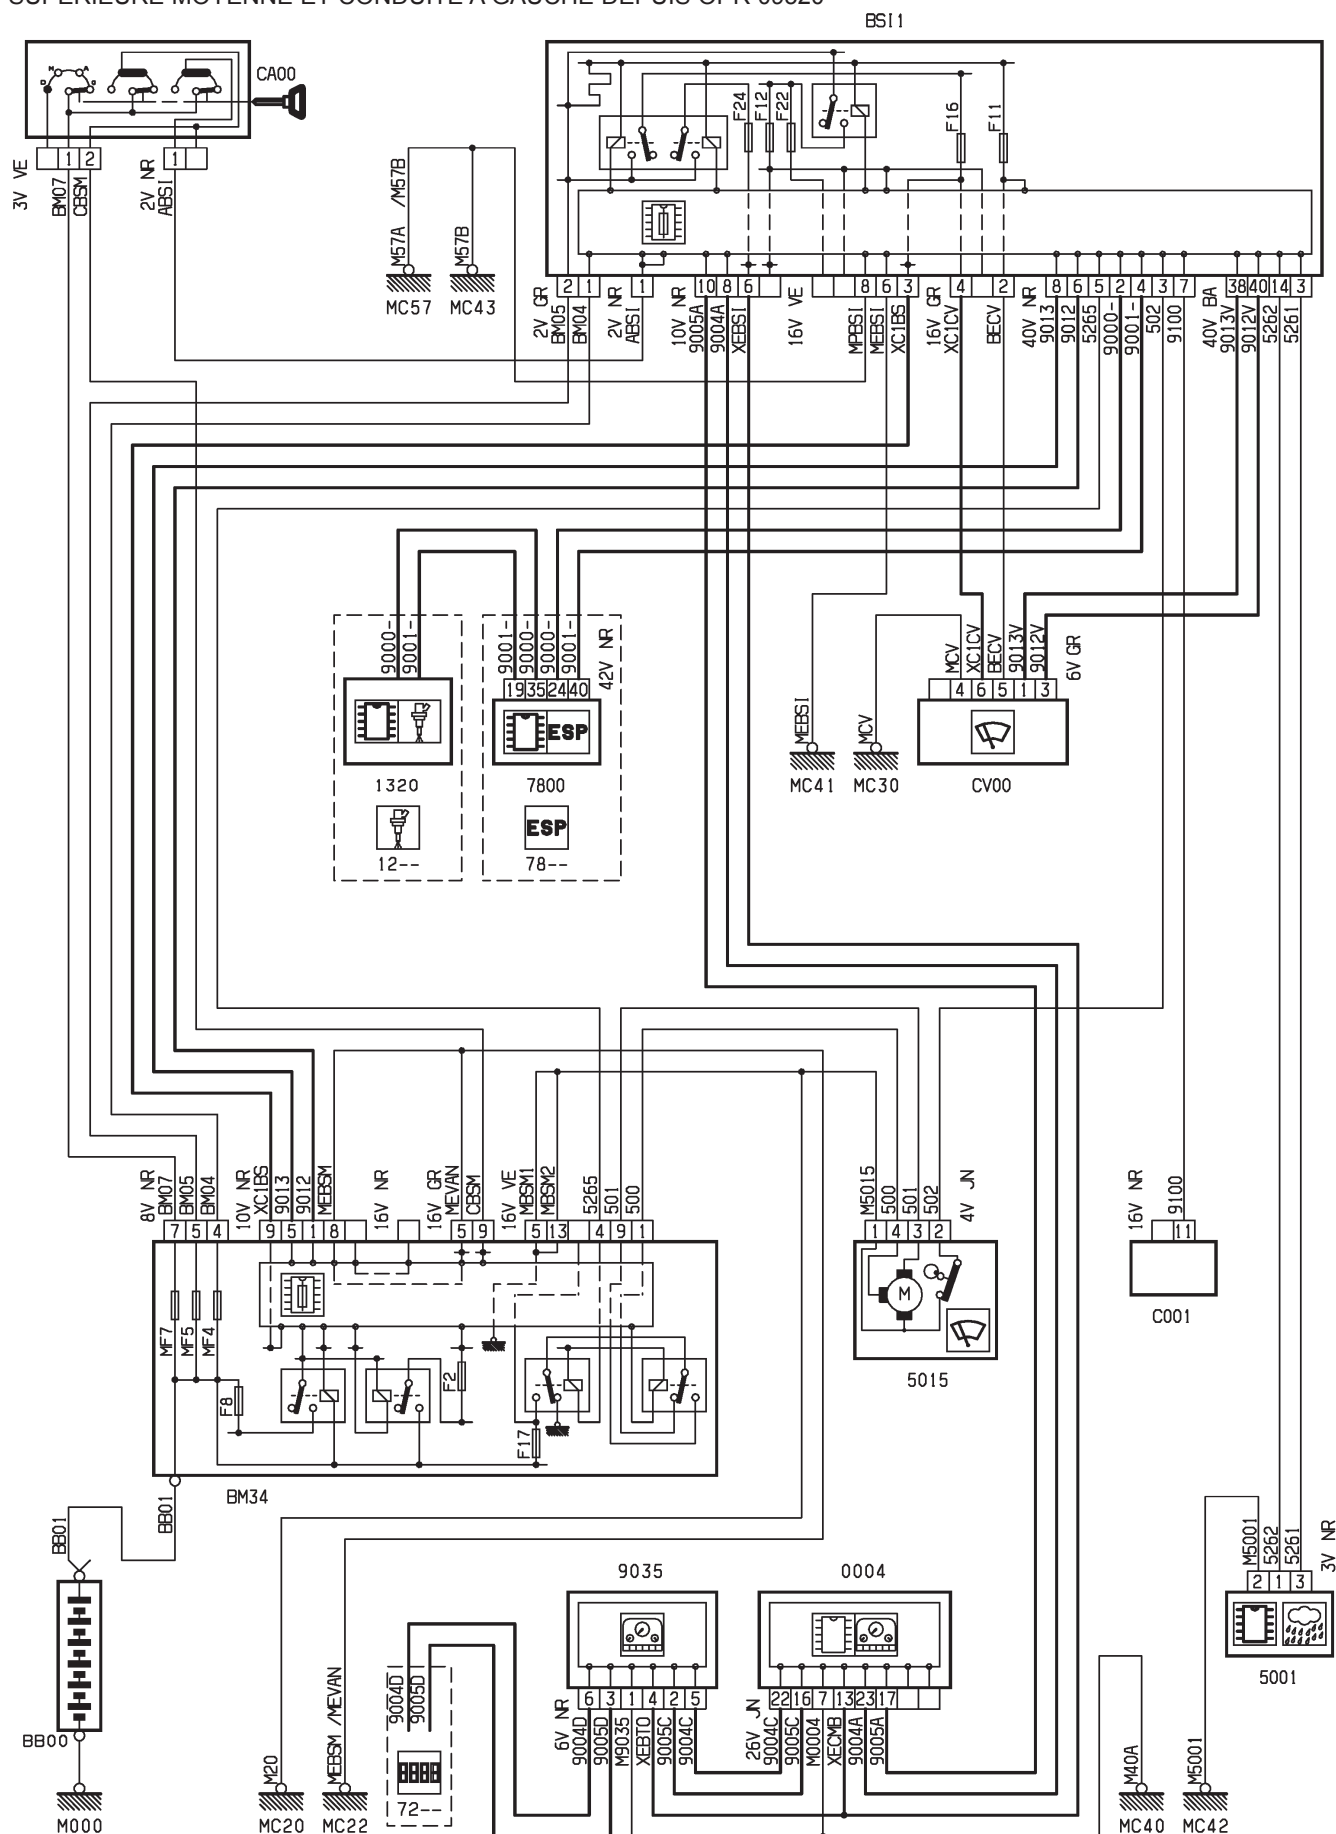 SUPERIEURE MOYENNE ET CONDUITE A GAUCHE DEPUIS OPR 09820
BSI1
CA00
N A
D G
F24 F12 F22 F16 F11
3V VE 1 2 2V NR 1
BM07 CBSM ABSI
M57A /M57B M57B
MC57 MC43
2 1 1 10 8 6 8 6 3 4 2 8 6 5 2 4 3 7 38 40 14 3
2V GR BM05 BM04 2V NR ABSI 10V NR 9005A 9004A XEBSI 16V VE MPBSI MEBSI XC1BS 16V GR XC1CV BECV 40V NR 9013 9012 5265 9000- 9001- 502 9100 40V BA 9013V 9012V 5262 5261
9000- 9001- 9001- 9000- 9000- 9001- 42V NR
19 35 24 40
ESP
1320 7800
ESP
12-- 78--
MEBSI MCV
MC41 MC30
MCV XC1CV BECV 9013V 9012V 6V GR
4 6 5 1 3
CV00
8V NR BM07 BM05 BM04 10V NR XC1BS 9013 9012 MEBSM 16V NR 16V GR MEVAN CBSM 16V VE MBSM1 MBSM2 5265 501 500
7 5 4 9 5 1 8 5 9 5 13 4 9 1
MF7 MF5 MF4 F8 F2 F17
BM34
M5015 500 501 502 4V JN
1 4 3 2
M
5015
16V NR 9100
11
C001
BB01 BB01
BB00
M000
M20 MEBSM /MEVAN
MC20 MC22
9004D 9005D
72--
9035
6 3 1 4 2 5
6V NR 9004D 9005D M9035 XEBTO 9005C 9004C
0004
22 16 7 13 23 17
26V JN 9004C 9005C M0004 XECMB 9004A 9005A
M5001 5262 5261 3V NR
2 1 3
5001
M40A M5001
MC40 MC42